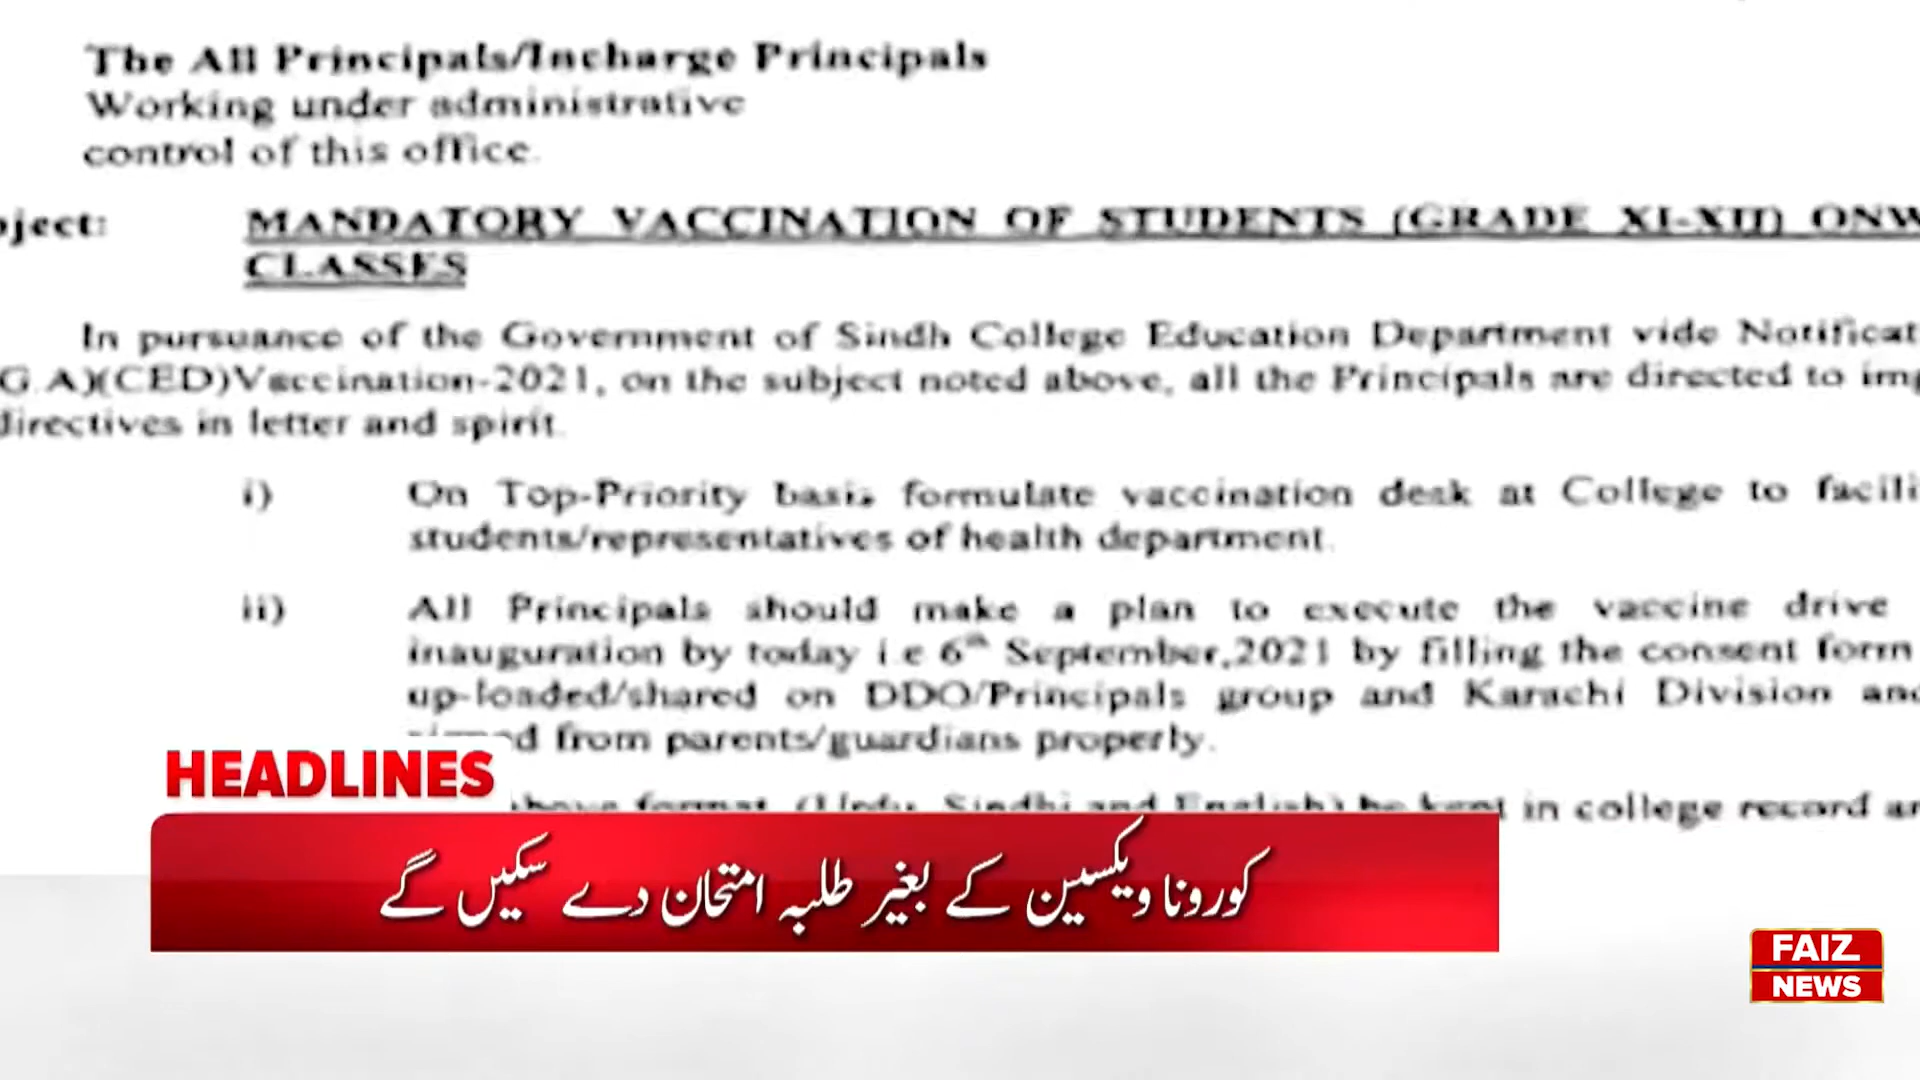 The All Principals/Incharge Principals
Working under administrative
control of this office.
MANDATORY VACCINATION OF STUDENTS (GRADE XI-XII)
CLASSES
In pursuance of the Government of Sindh College Education Department vide
G.A)(CED)Vaccination-2021, on the subject noted above, all the Principals are directed to
directives in letter and spirit.
i) On Top-Priority basis formulate vaccination desk at College to
students/representatives of health department.
ii) All Principals should make a plan to execute the vaccine drive
inauguration by today i.e 6th September,2021 by filling the consent form
up-loaded/shared on DDO/Principals group and Karachi Division
from parents/guardians properly.
above format (Urdu, Sindhi and English) be kept in college record
HEADLINES
کورونا ویکسین کے بغیر طلبہ امتحان دے سکیں گے
FAIZ
NEWS